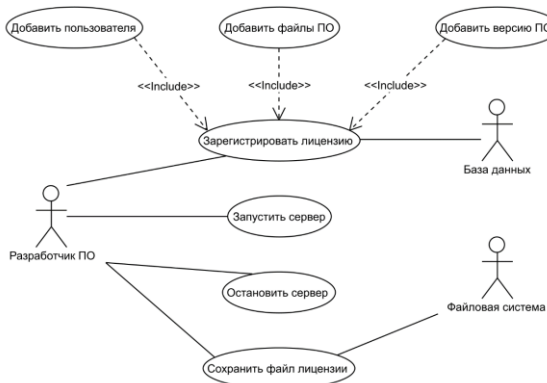 Добавить пользователя
Добавить файлы ПО
Добавить версию ПО
<<Include>>
<<Include>>
<<Include>>
Зарегистрировать лицензию
База данных
Запустить сервер
Разработчик ПО
Остановить сервер
Файловая система
Сохранить файл лицензии